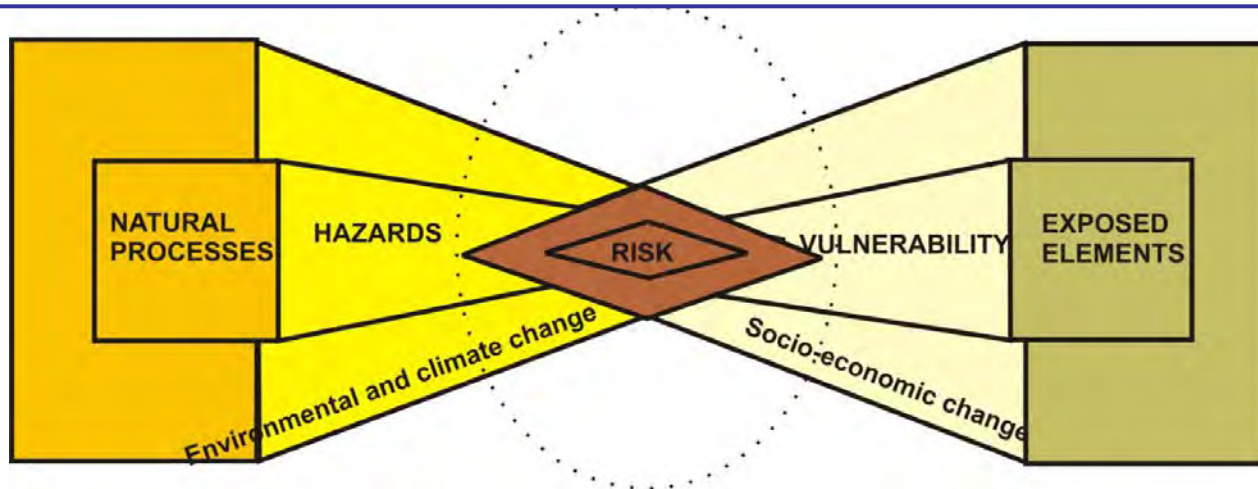 NATURAL
PROCESSES
HAZARDS
RISK
VULNERABILITY
EXPOSED
ELEMENTS
Environmental and climate change
Socio-economic change